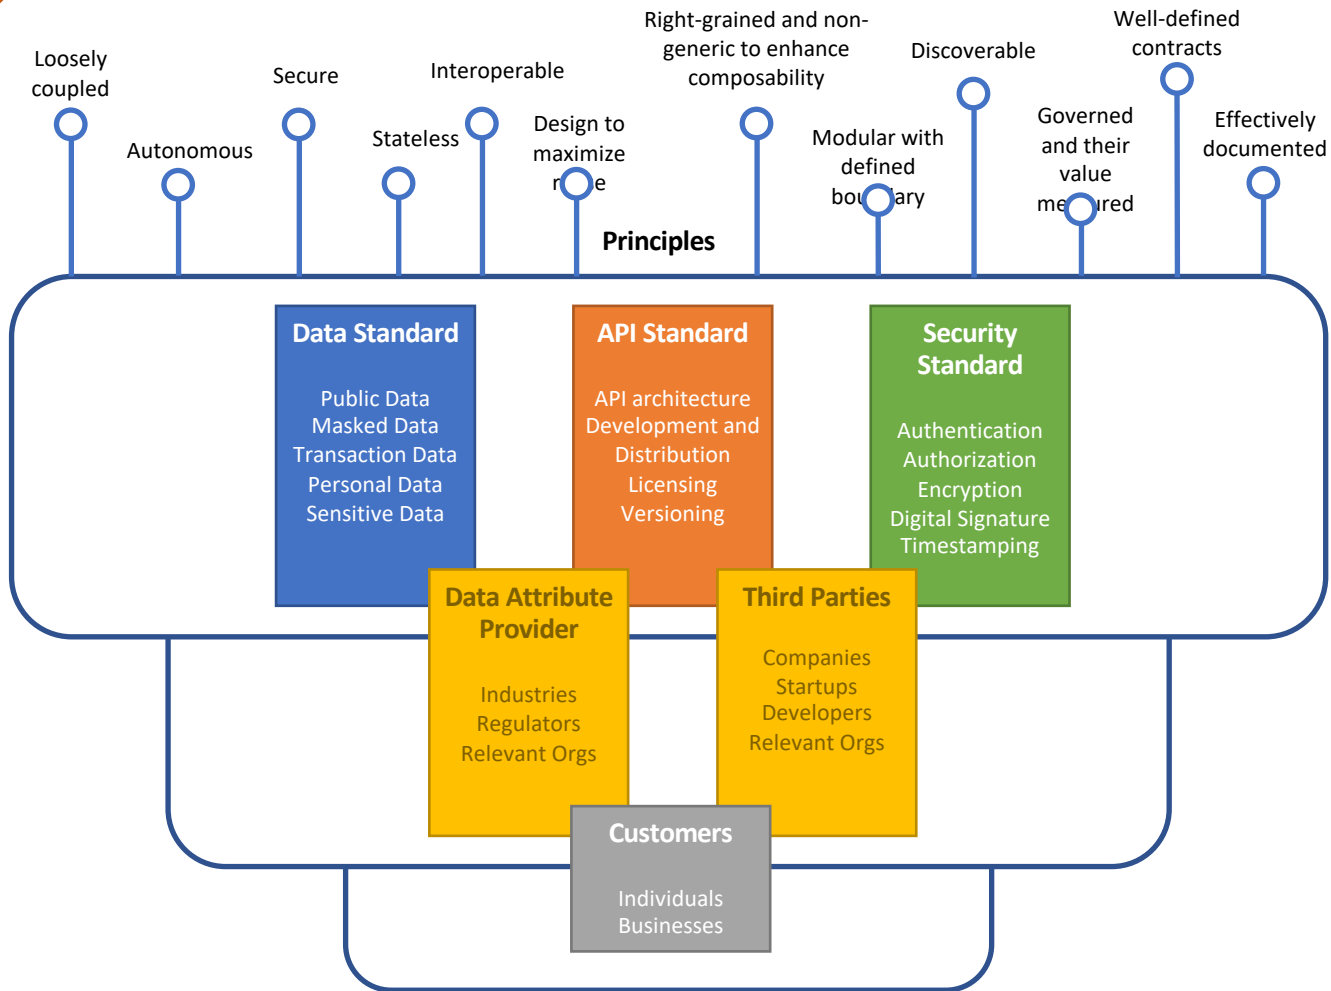 Loosely
coupled
Autonomous
Secure
Stateless
Interoperable
Design to
maximize
Right-grained and non-
generic to enhance
composability
Modular with
defined
Discoverable
Governed
and their
value
Well-defined
contracts
Effectively
documented
Principles
Data Standard
Public Data
Masked Data
Transaction Data
Personal Data
Sensitive Data
API Standard
API architecture
Development and
Distribution
Licensing
Versioning
Security
Standard
Authentication
Authorization
Encryption
Digital Signature
Timestamping
Data Attribute
Provider
Industries
Regulators
Relevant Orgs
Third Parties
Companies
Startups
Developers
Relevant Orgs
Customers
Individuals
Businesses